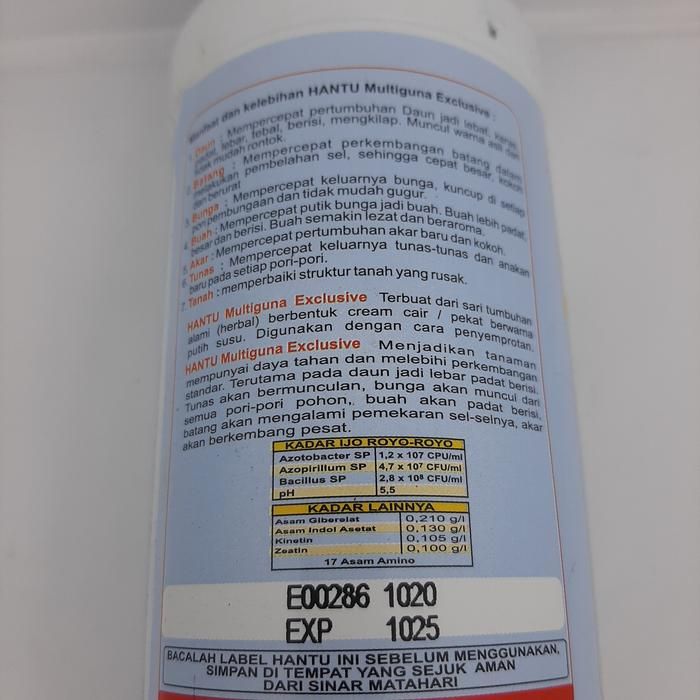 Manfaat dan kelebihan HANTU Multiguna Exclusive :
1. Daun : Mempercepat pertumbuhan Daun jadi lebat, keras,
padat, lebar, tebal, berisi, mengkilap. Muncul warna asli dan
tidak mudah rontok.
2. Batang : Mempercepat perkembangan batang dalam
melakukan pembelahan sel, sehingga cepat besar, kokoh
dan berurat
3. Bunga : Mempercepat keluarnya bunga, kuncup di setiap
pori pembungaan dan tidak mudah gugur.
4. Buah : Mempercepat putik bunga jadi buah. Buah lebih padat,
besar dan berisi. Buah semakin lezat dan beraroma.
5. Akar : Mempercepat pertumbuhan akar baru dan kokoh.
6. Tunas : Mempercepat keluarnya tunas-tunas dan anakan
baru pada setiap pori-pori.
7. Tanah : memperbaiki struktur tanah yang rusak.
HANTU Multiguna Exclusive Terbuat dari sari tumbuhan
alami (herbal) berbentuk cream cair / pekat berwarna
putih susu. Digunakan dengan cara penyemprotan.
HANTU Multiguna Exclusive Menjadikan tanaman
mempunyai daya tahan dan melebihi perkembangan
standar. Terutama pada daun jadi lebar padat berisi.
Tunas akan bermunculan, bunga akan muncul dari
semua pori-pori pohon, buah akan padat berisi,
batang akan mengalami pemekaran sel-selnya, akar
akan berkembang pesat.
KADAR IJO ROYO-ROYO
Azotobacter SP 1,2 x 10⁷ CPU/ml
Azopirillum SP 4,7 x 10⁷ CFU/ml
Bacillus SP 2,8 x 10⁸ CFU/ml
pH 5,5
KADAR LAINNYA
Asam Giberelat 0,210 g/l
Asam Indol Asetat 0,130 g/l
Kinetin 0,105 g/l
Zeatin 0,100 g/l
17 Asam Amino
E00286 1020
EXP 1025
BACALAH LABEL HANTU INI SEBELUM MENGGUNAKAN,
SIMPAN DI TEMPAT YANG SEJUK AMAN
DARI SINAR MATAHARI